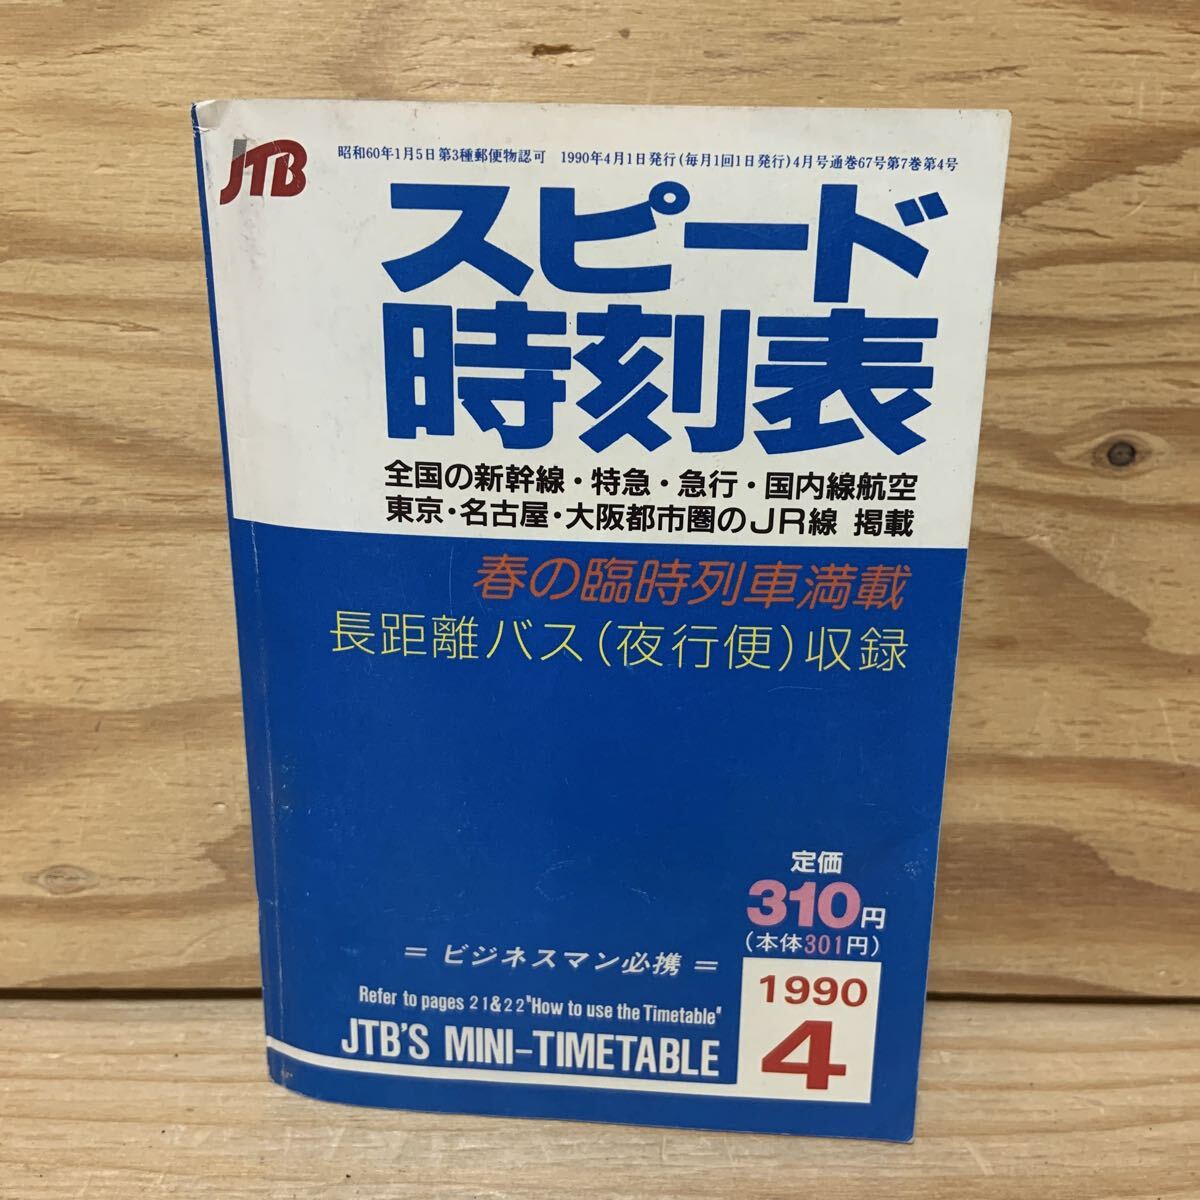 JTB
昭和60年1月5日第3種郵便物認可 1990年4月1日発行(毎月1回1日発行)4月号通巻67号第7巻第4号
スピード
時刻表
全国の新幹線・特急・急行・国内線航空
東京・名古屋・大阪都市圏のJR線 掲載
春の臨時列車満載
長距離バス(夜行便)収録
定価
310円
(本体301円)
= ビジネスマン必携 =
Refer to pages 21&22 "How to use the Timetable"
JTB'S MINI-TIMETABLE
1990
4